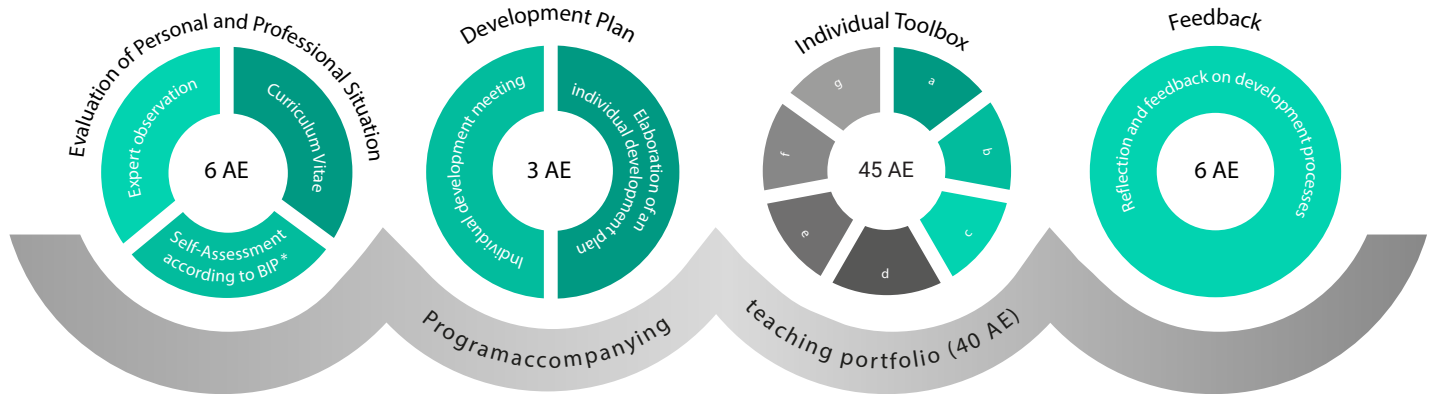 Evaluation of Personal and Professional Situation
Expert observation
Curriculum Vitae
Self-Assessment
according to BIP*
6 AE
Development Plan
Individual development meeting
Elaboration of an
individual development plan
3 AE
Individual Toolbox
a
b
c
d
e
f
g
45 AE
Feedback
Reflection and feedback on development processes
6 AE
Programaccompanying
teaching portfolio (40 AE)